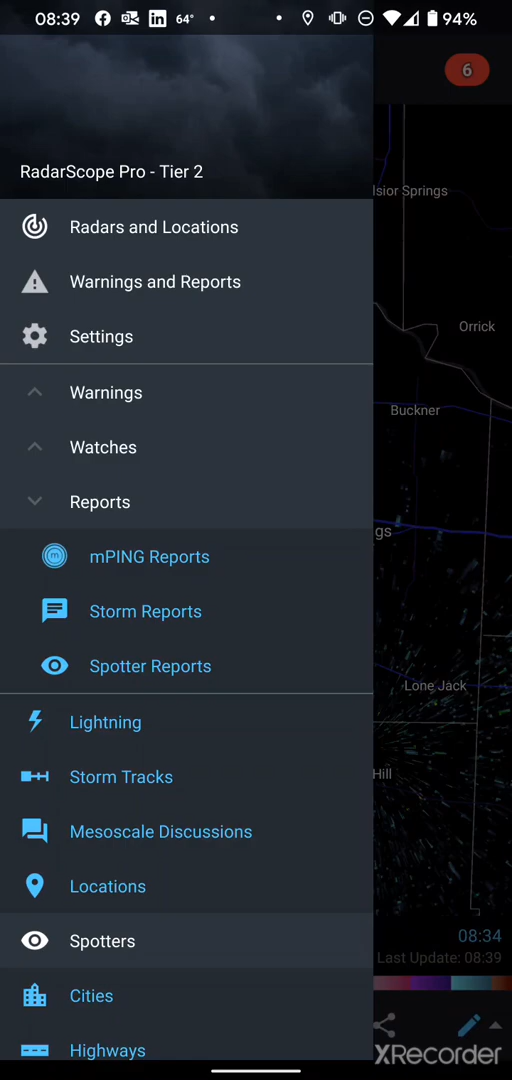 08:39
64°
94%
6
RadarScope Pro - Tier 2
Radars and Locations
Warnings and Reports
Settings
Warnings
Watches
Reports
mPING Reports
Storm Reports
Spotter Reports
Lightning
Storm Tracks
Mesoscale Discussions
Locations
Spotters
Cities
Highways
lsior Springs
Orrick
Buckner
gs
Lone Jack
Hill
08:34
Last Update: 08:39
XRecorder